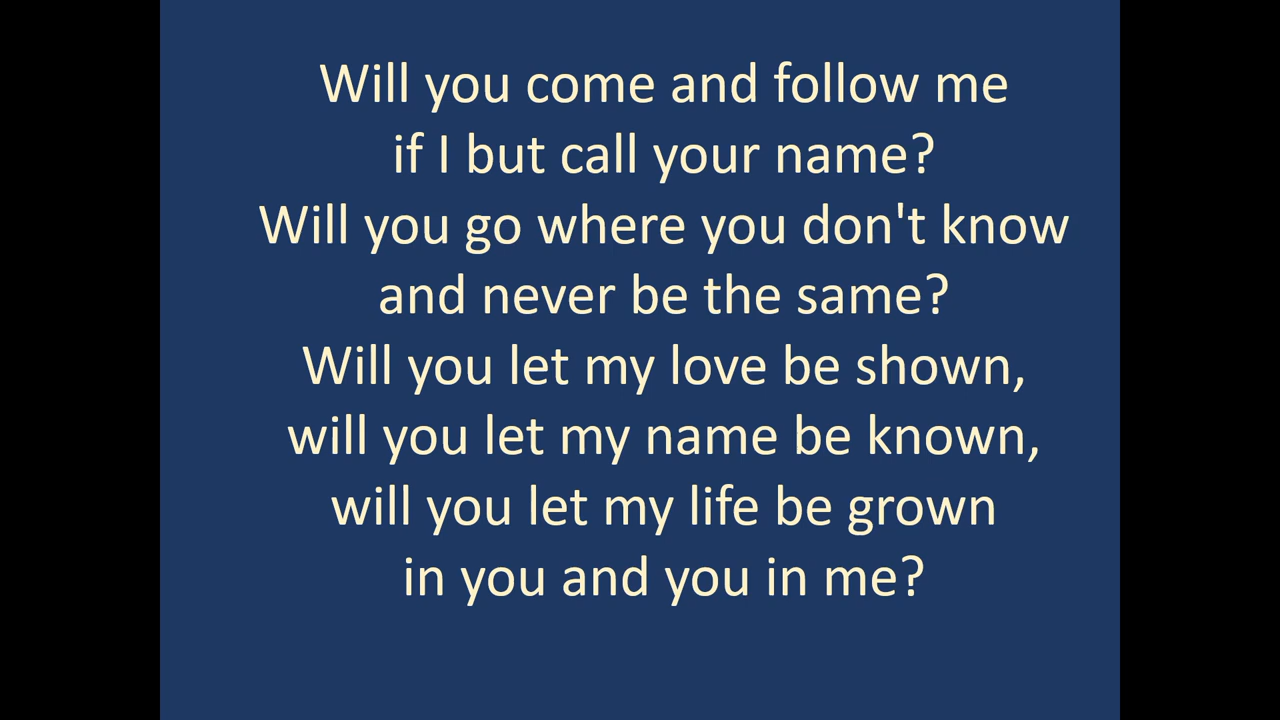 Will you come and follow me
if I but call your name?
Will you go where you don't know
and never be the same?
Will you let my love be shown,
will you let my name be known,
will you let my life be grown
in you and you in me?